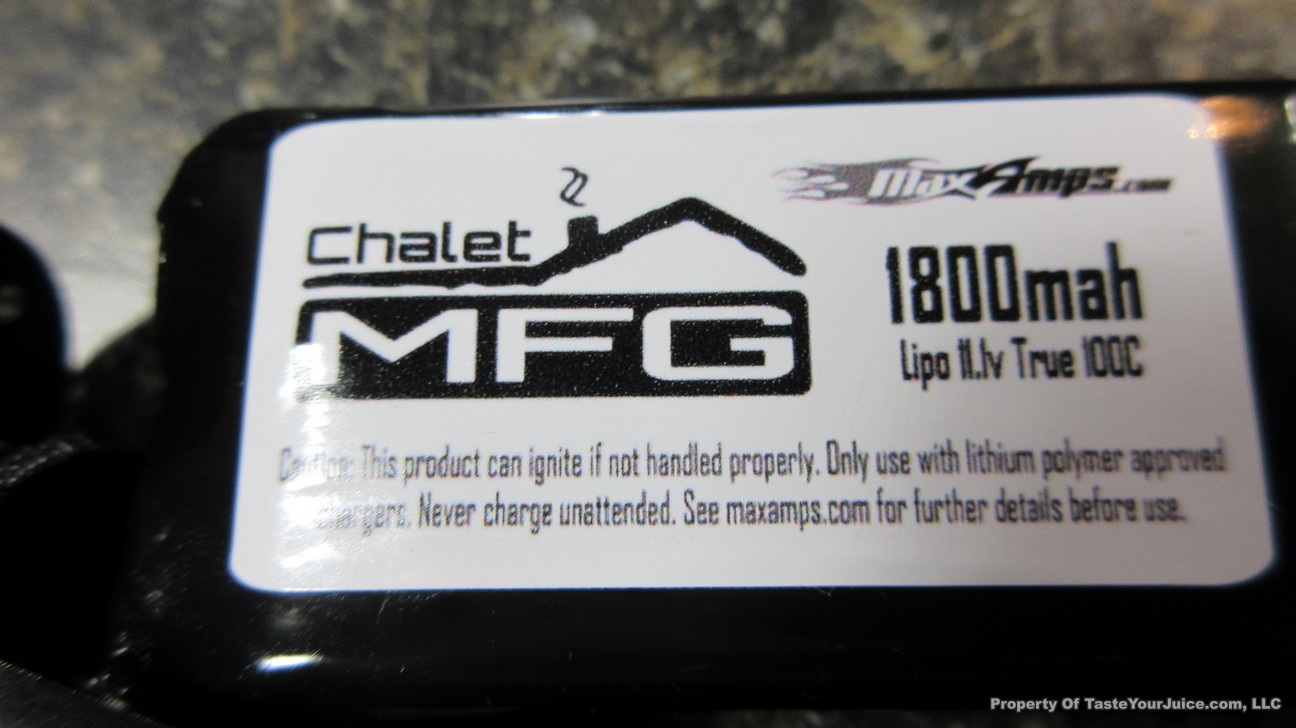 Chalet
MFG
MaxAmps.com
1800mah
Lipo 11.1v True 100C
Caution: This product can ignite if not handled properly. Only use with lithium polymer approved
chargers. Never charge unattended. See maxamps.com for further details before use.
Property Of TasteYourJuice.com, LLC